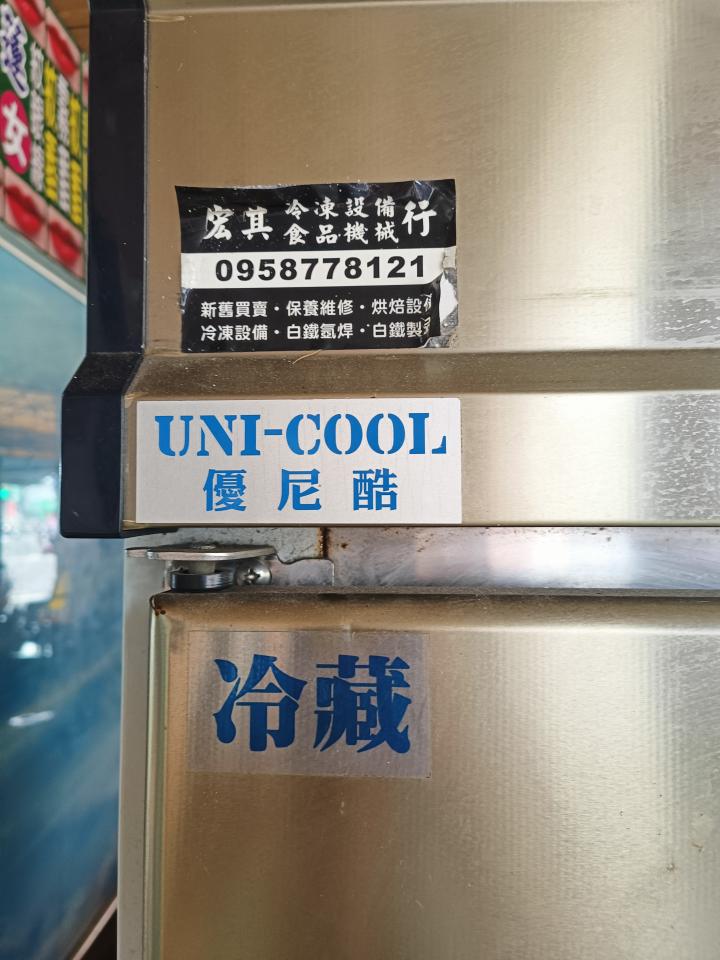 宏其 冷凍設備 食品機械 行
0958778121
新舊買賣・保養維修・烘焙設備
冷凍設備・白鐵氬焊・白鐵製
UNI-COOL
優尼酷
冷藏
女